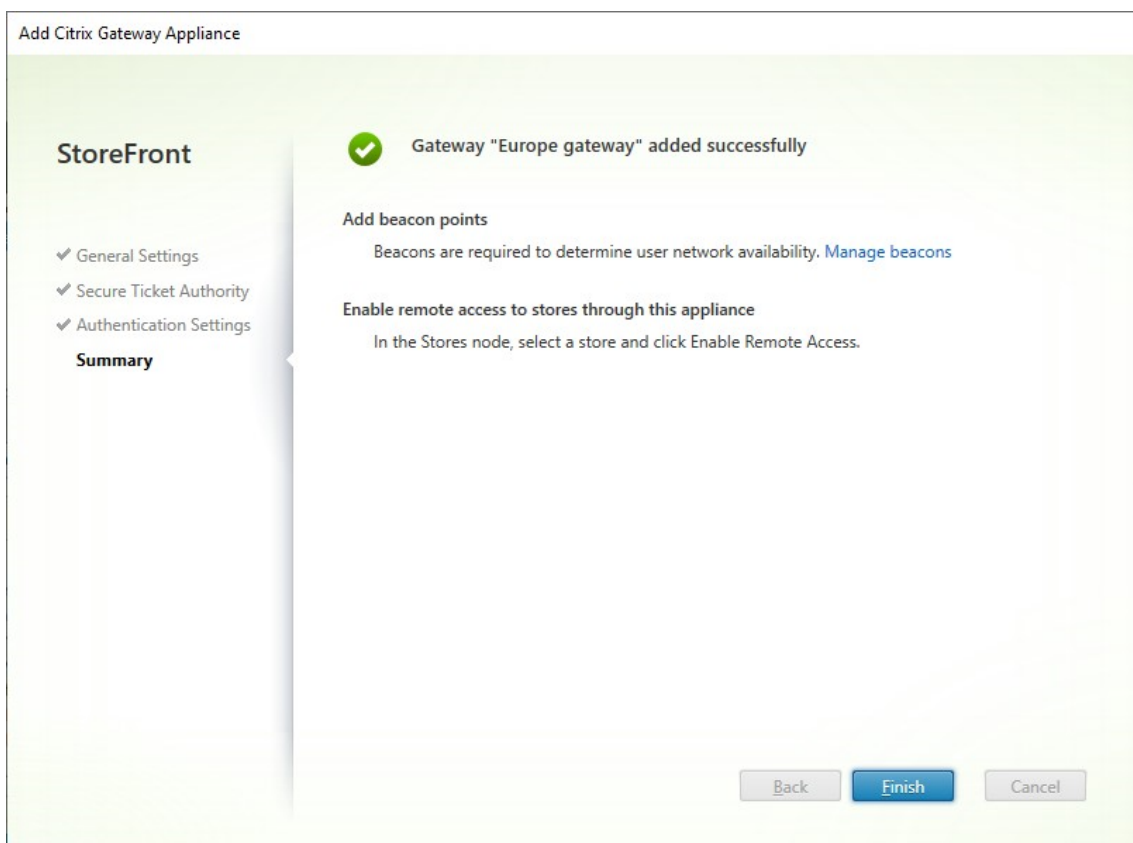 Add Citrix Gateway Appliance
StoreFront
✔ General Settings
✔ Secure Ticket Authority
✔ Authentication Settings
Summary
Gateway "Europe gateway" added successfully
Add beacon points
Beacons are required to determine user network availability. Manage beacons
Enable remote access to stores through this appliance
In the Stores node, select a store and click Enable Remote Access.
Back Finish Cancel